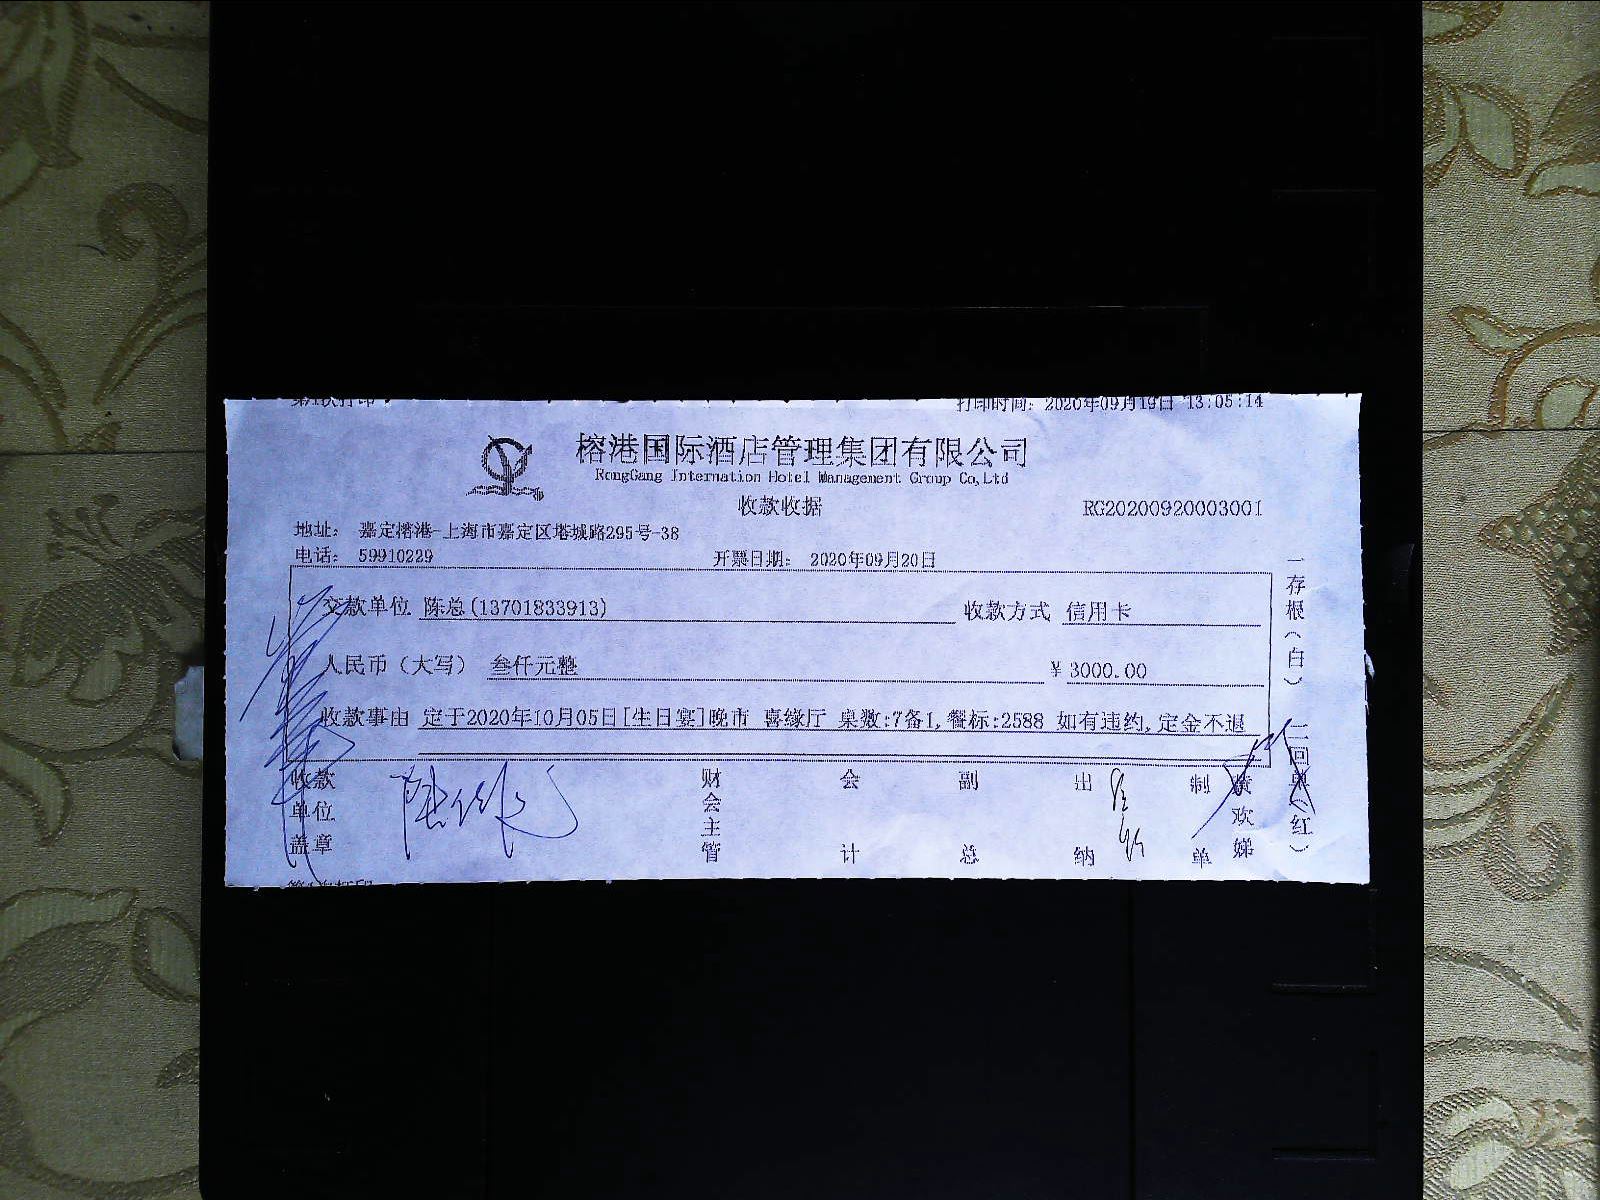 第1次打印 打印时间：2020年09月19日 13:05:14
榕港国际酒店管理集团有限公司
RongGang Internation Hotel Management Group Co,Ltd
收款收据 RG20200920003001
地址： 嘉定榕港-上海市嘉定区塔城路295号-38
电话： 59910229 开票日期： 2020年09月20日
交款单位 陈总(13701833913) 收款方式 信用卡
人民币（大写） 叁仟元整 ￥3000.00
收款事由 定于2020年10月05日[生日宴]晚市 喜缘厅 桌数:7备1,餐标:2588 如有违约,定金不退
收款单位盖章 财会主管 会计 副总 出纳 制单 黄欢娣
一存根（白） 二回单（红）